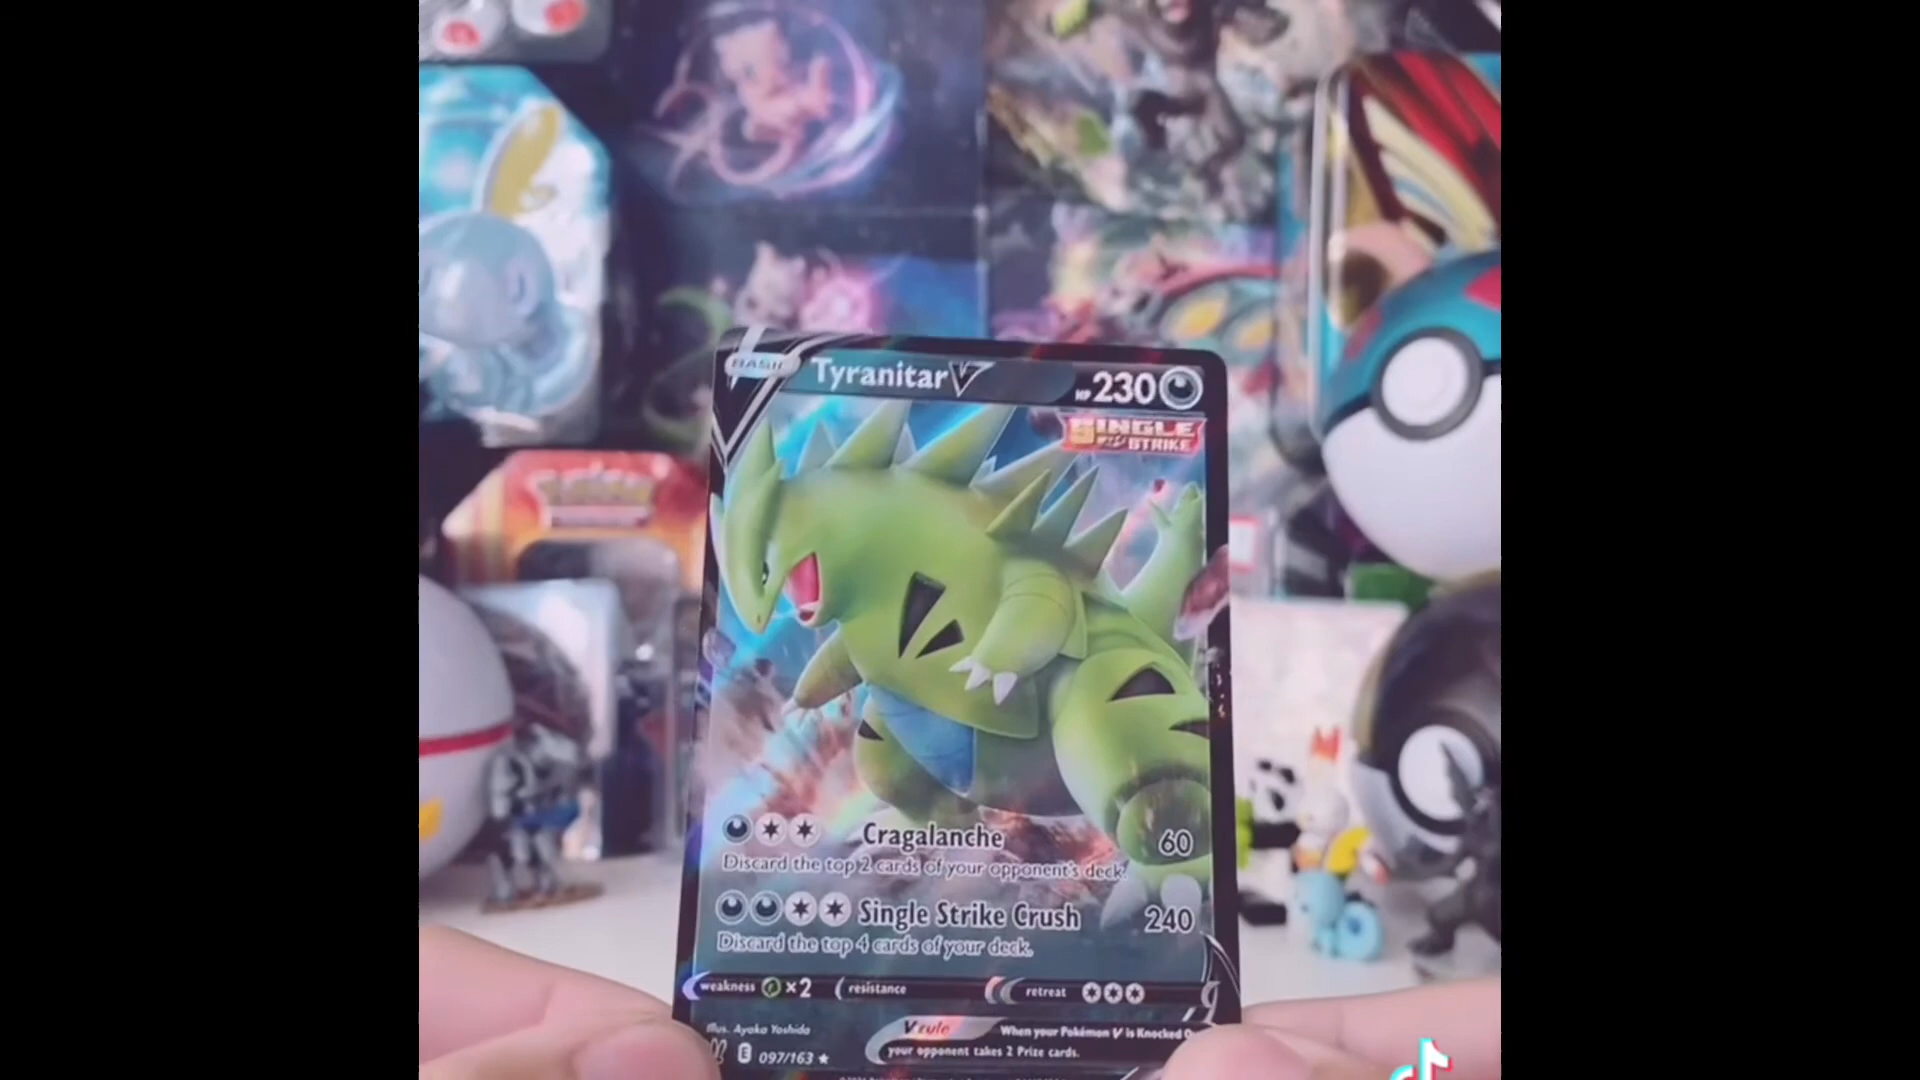 BASIC Tyranitar V HP 230
SINGLE
STRIKE
Cragalanche 60
Discard the top 2 cards of your opponent's deck.
Single Strike Crush 240
Discard the top 4 cards of your deck.
weakness ×2 resistance retreat
Illus. Ayaka Yoshida
V rule When your Pokémon V is Knocked O
your opponent takes 2 Prize cards.
E 097/163 ★